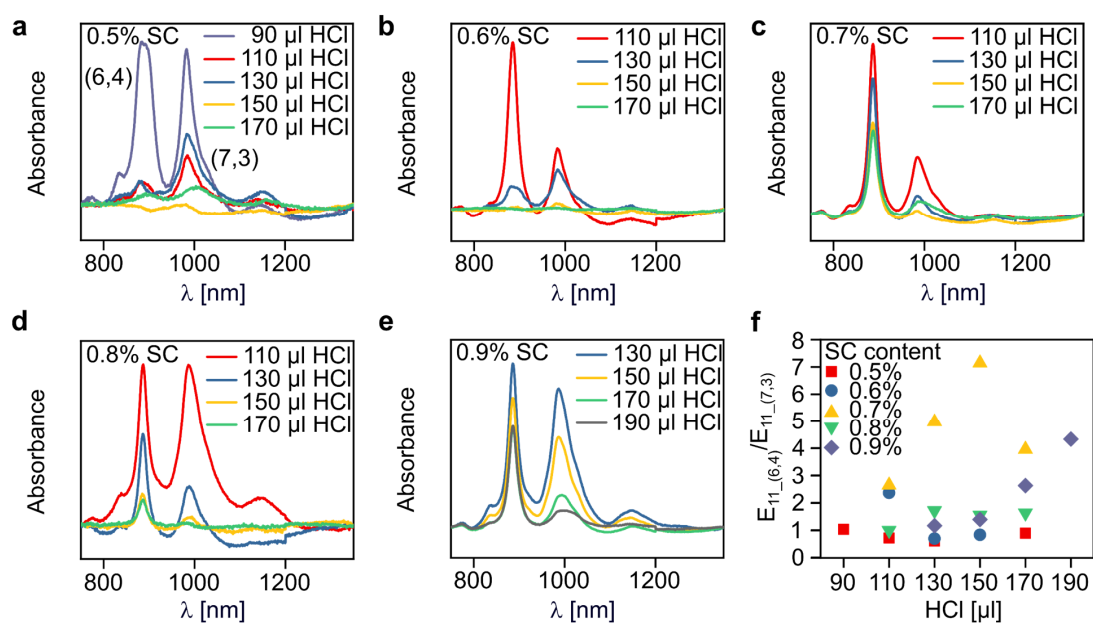 a
0.5% SC
90 µl HCl
110 µl HCl
130 µl HCl
150 µl HCl
170 µl HCl
(6,4)
(7,3)
Absorbance
800 1000 1200
λ [nm]
b
0.6% SC
110 µl HCl
130 µl HCl
150 µl HCl
170 µl HCl
Absorbance
800 1000 1200
λ [nm]
c
0.7% SC
110 µl HCl
130 µl HCl
150 µl HCl
170 µl HCl
Absorbance
800 1000 1200
λ [nm]
d
0.8% SC
110 µl HCl
130 µl HCl
150 µl HCl
170 µl HCl
Absorbance
800 1000 1200
λ [nm]
e
0.9% SC
130 µl HCl
150 µl HCl
170 µl HCl
190 µl HCl
Absorbance
800 1000 1200
λ [nm]
f
SC content
0.5%
0.6%
0.7%
0.8%
0.9%
E11_(6,4)/E11_(7,3)
8
7
6
5
4
3
2
1
0
90 110 130 150 170 190
HCl [µl]